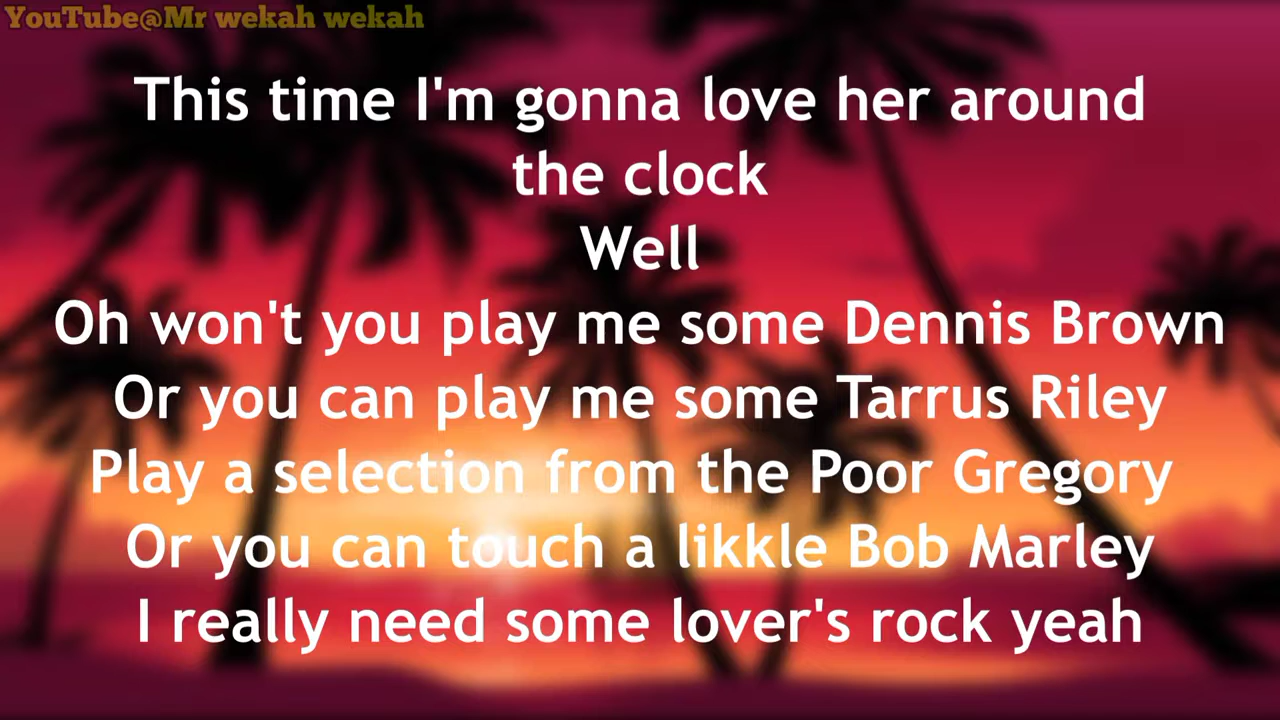 YouTube@Mr wekah wekah
This time I'm gonna love her around
the clock
Well
Oh won't you play me some Dennis Brown
Or you can play me some Tarrus Riley
Play a selection from the Poor Gregory
Or you can touch a likkle Bob Marley
I really need some lover's rock yeah